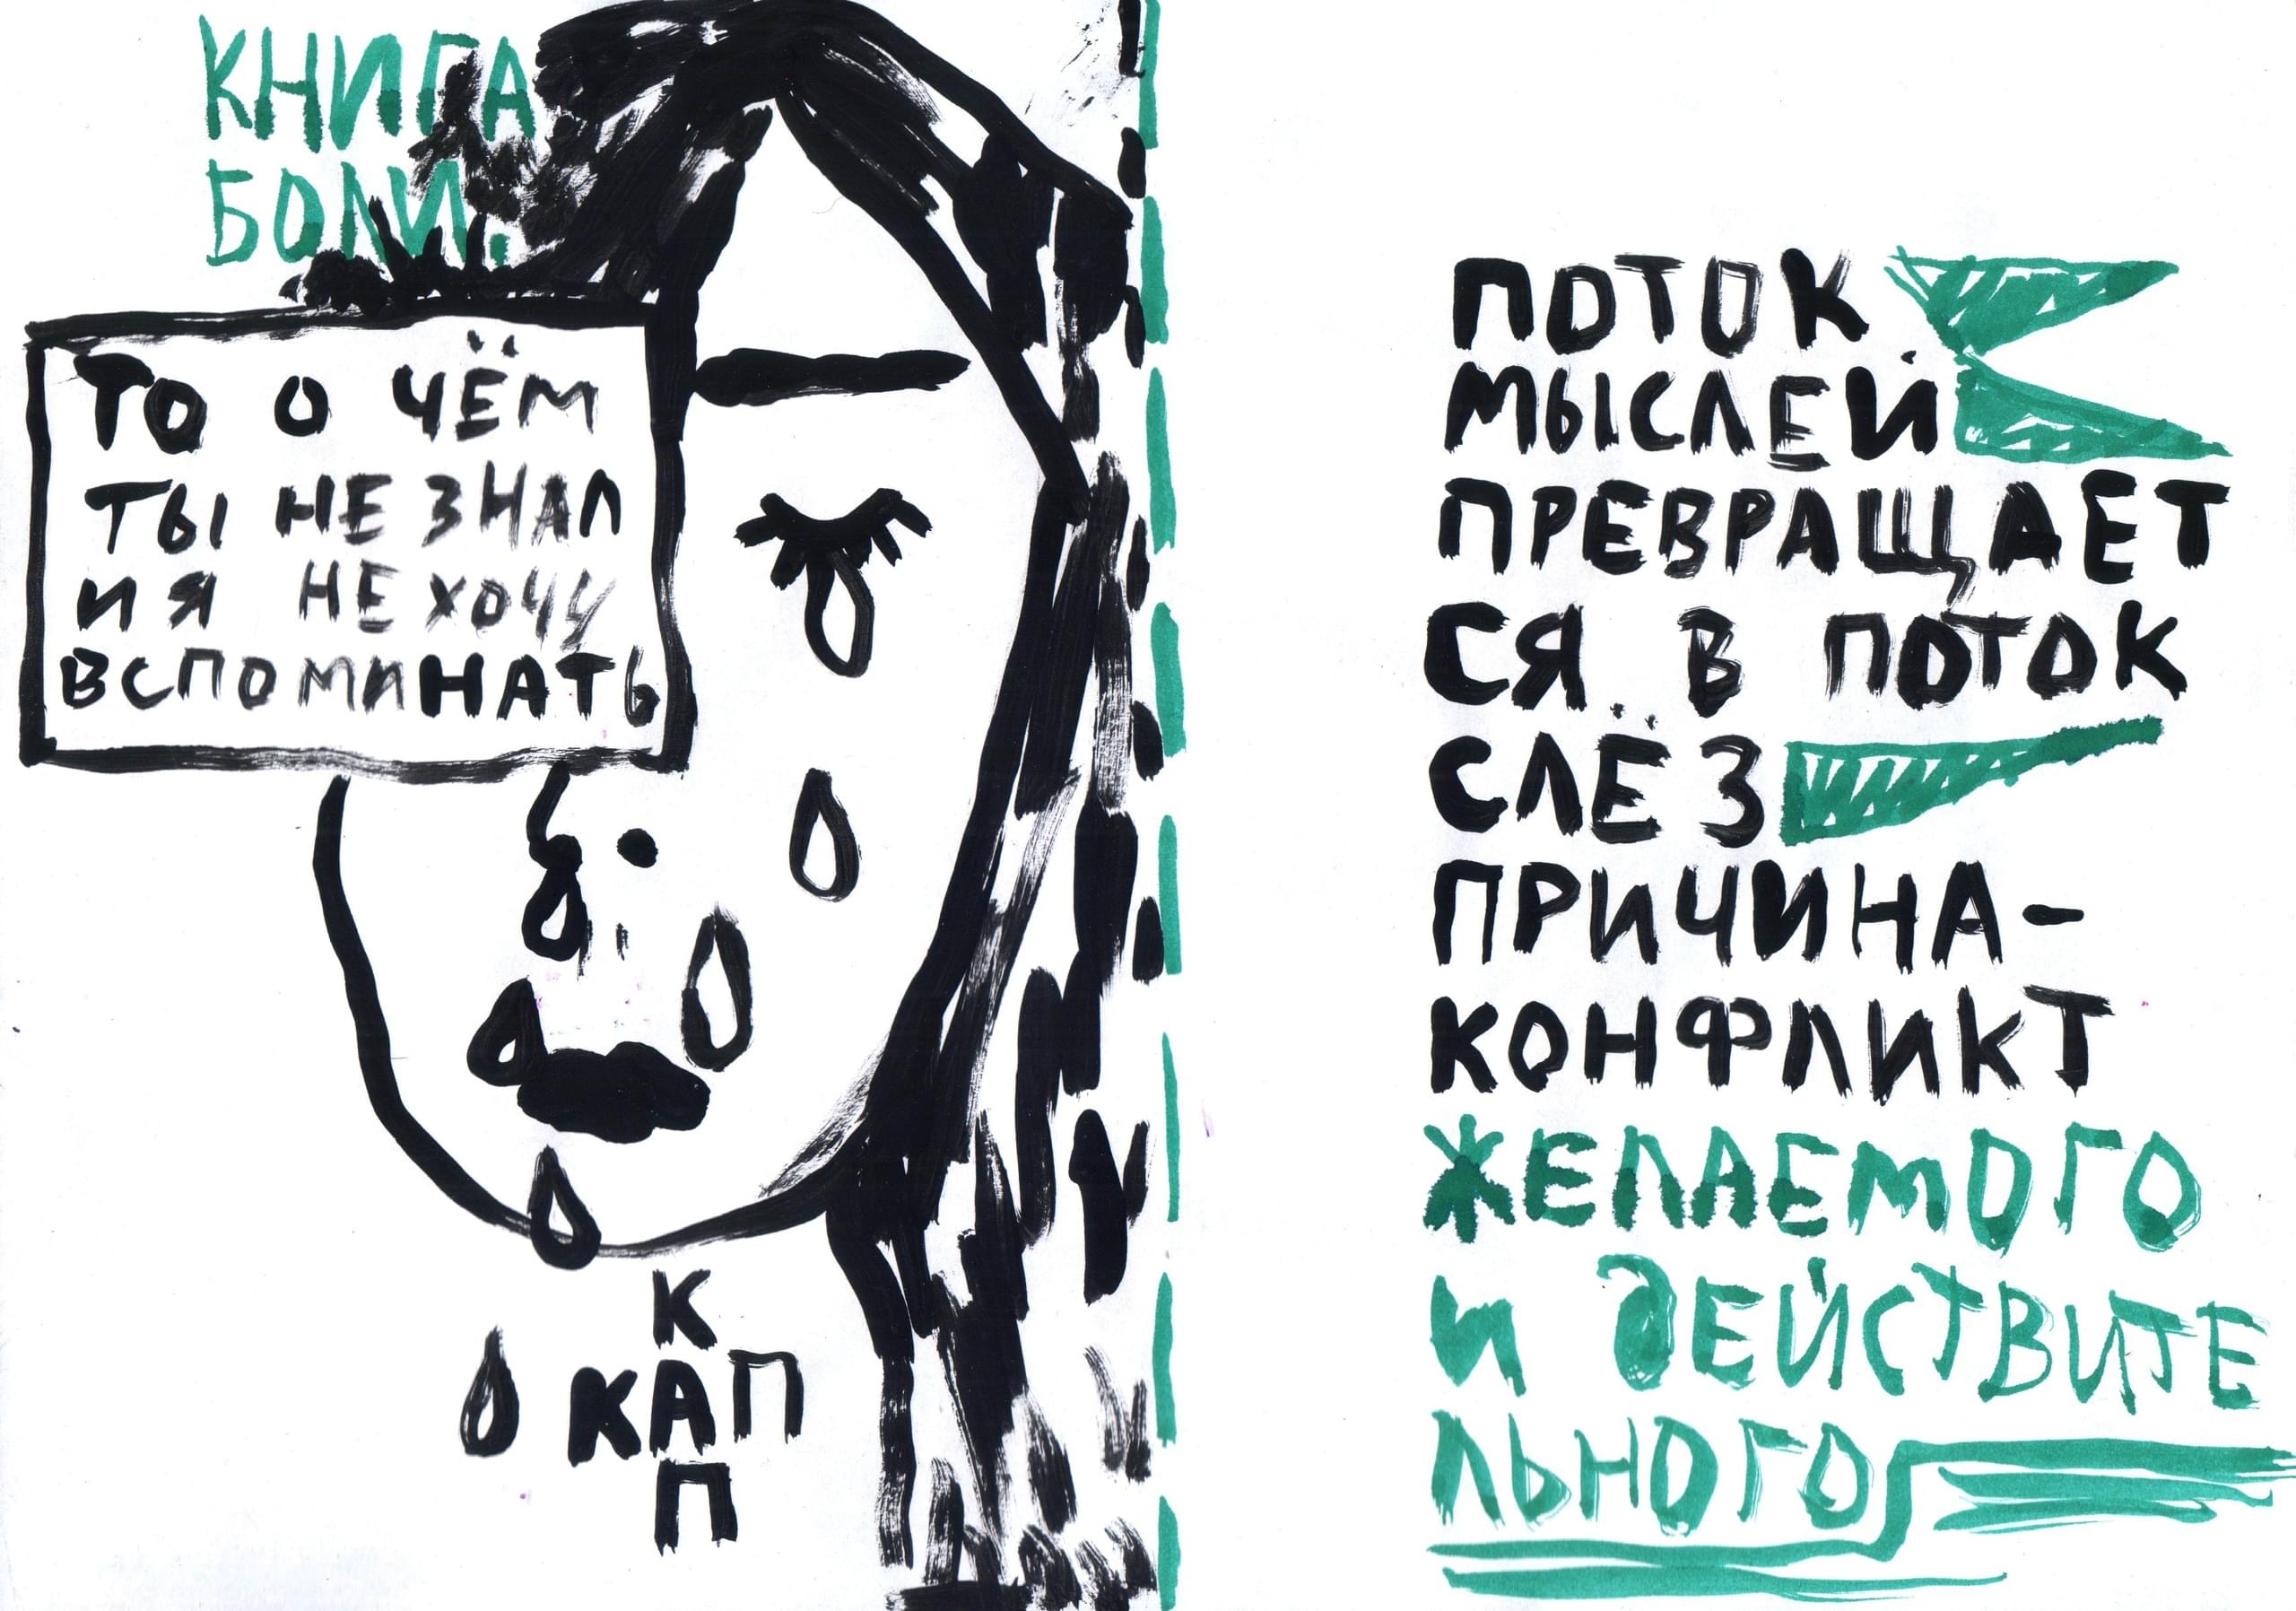 КНИГА
БОЛИ.
ТО О ЧЁМ
ТЫ НЕ ЗНАЛ
И Я НЕ ХОЧУ
ВСПОМИНАТЬ
К
КАП
П
ПОТОК
МЫСЛЕЙ
ПРЕВРАЩАЕТ
СЯ В ПОТОК
СЛЁЗ
ПРИЧИНА-
КОНФЛИКТ
ЖЕЛАЕМОГО
И ДЕЙСТВИТЕ
ЛЬНОГО